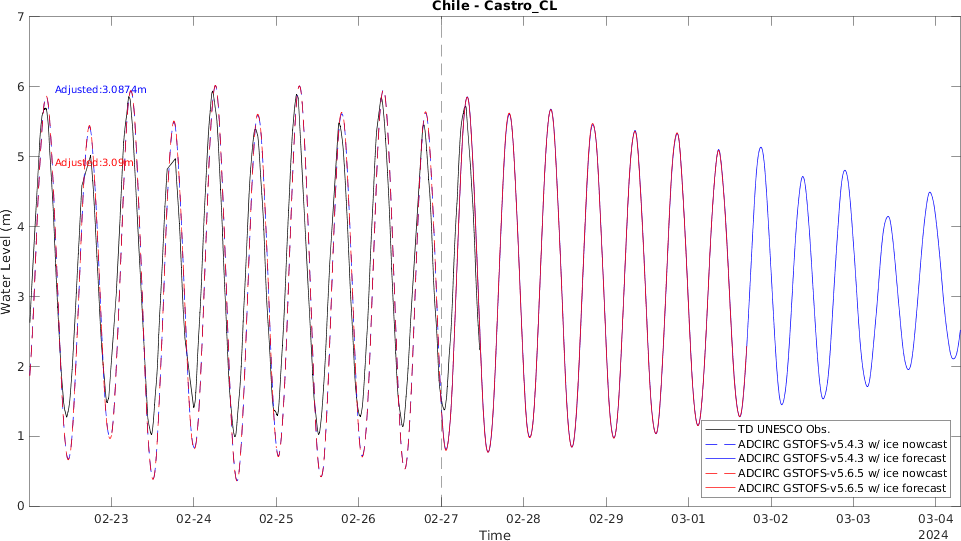 Chile - Castro_CL
7
6
5
4
3
2
1
0
Water Level (m)
Adjusted:3.0874m
Adjusted:3.09m
TD UNESCO Obs.
ADCIRC GSTOFS-v5.4.3 w/ ice nowcast
ADCIRC GSTOFS-v5.4.3 w/ ice forecast
ADCIRC GSTOFS-v5.6.5 w/ ice nowcast
ADCIRC GSTOFS-v5.6.5 w/ ice forecast
02-23 02-24 02-25 02-26 02-27 02-28 02-29 03-01 03-02 03-03 03-04
2024
Time